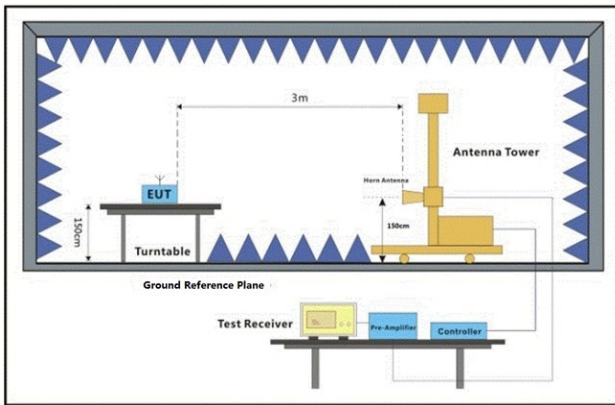 3m
Antenna Tower
Horn Antenna
EUT
150cm
150cm
Turntable
Ground Reference Plane
Test Receiver
Pre-Amplifier
Controller